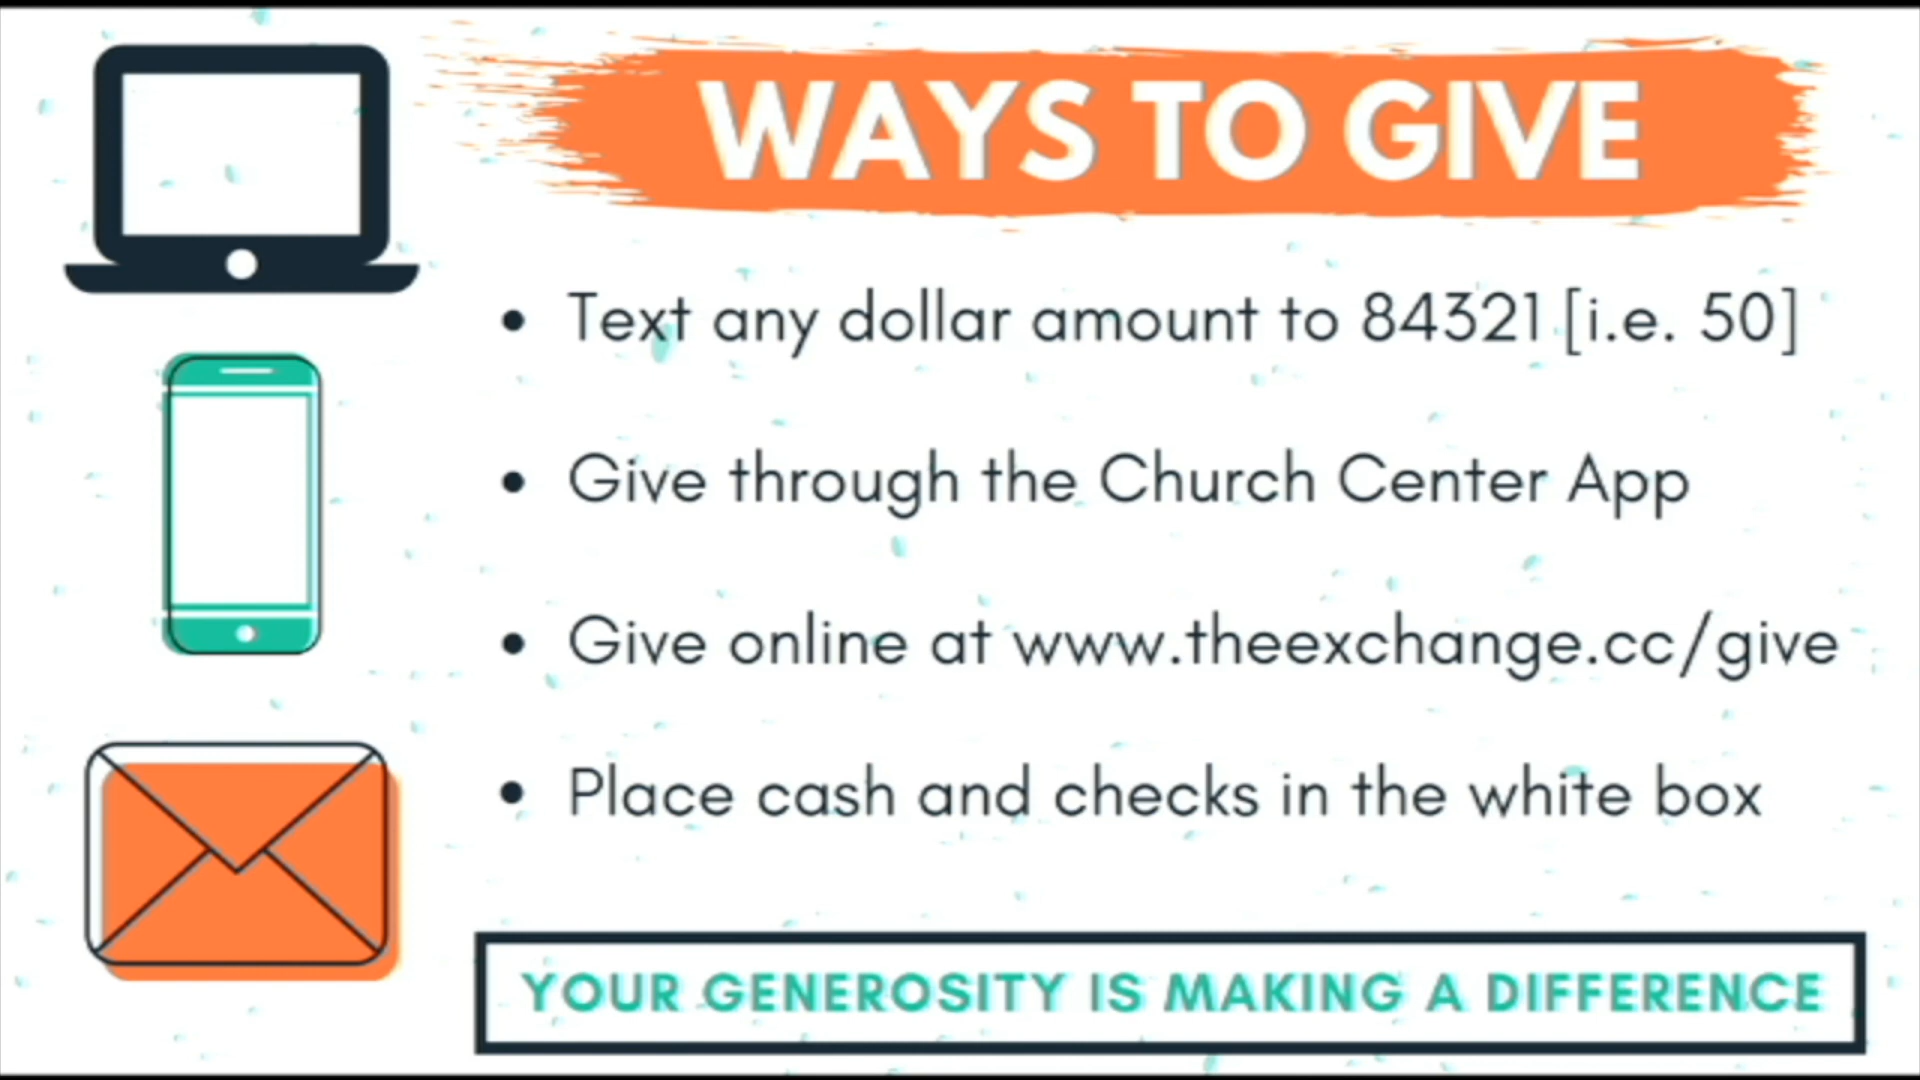 WAYS TO GIVE
• Text any dollar amount to 84321 [i.e. 50]
• Give through the Church Center App
• Give online at www.theexchange.cc/give
• Place cash and checks in the white box
YOUR GENEROSITY IS MAKING A DIFFERENCE